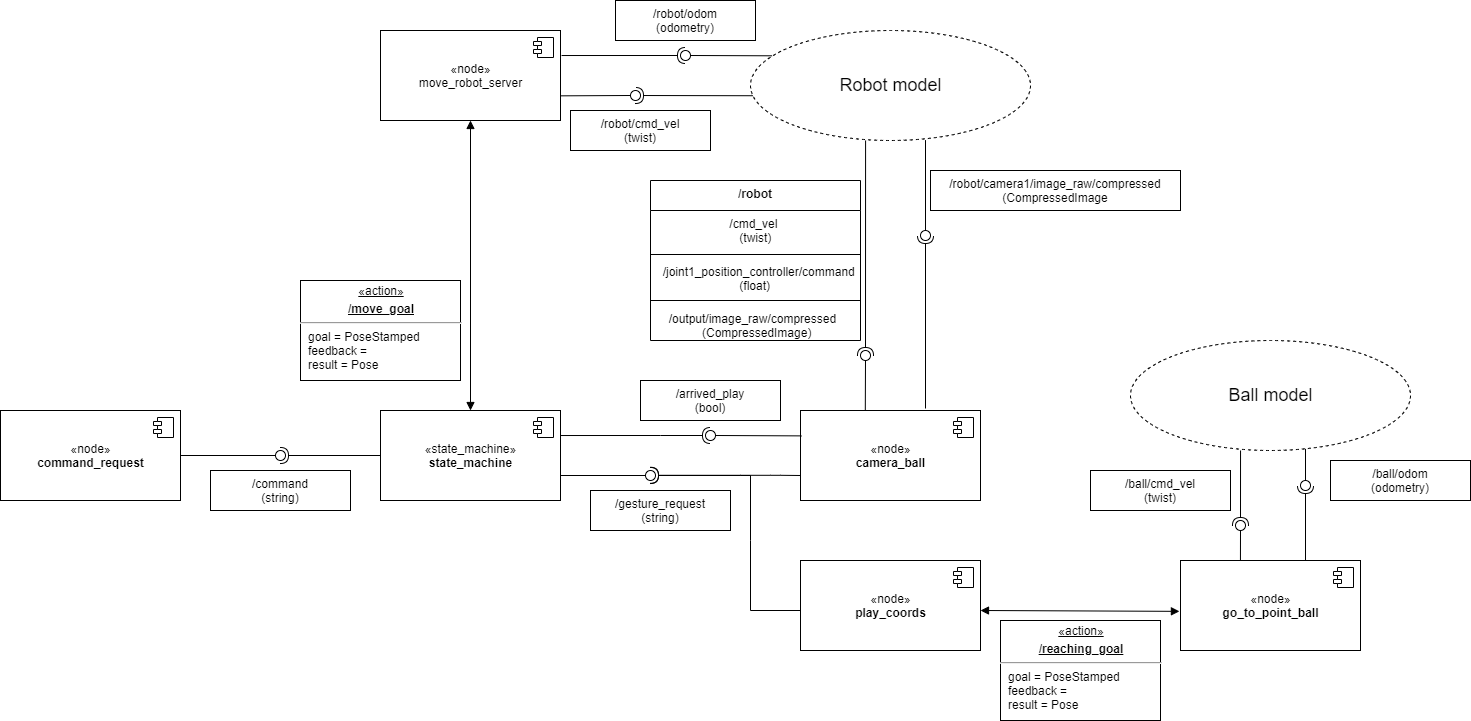 /robot/odom
(odometry)
«node»
move_robot_server
Robot model
/robot/cmd_vel
(twist)
/robot
/cmd_vel
(twist)
/joint1_position_controller/command
(float)
/output/image_raw/compressed
(CompressedImage)
/robot/camera1/image_raw/compressed
(CompressedImage
«action»
/move_goal
goal = PoseStamped
feedback =
result = Pose
/arrived_play
(bool)
Ball model
«node»
command_request
/command
(string)
«state_machine»
state_machine
/gesture_request
(string)
«node»
camera_ball
/ball/cmd_vel
(twist)
/ball/odom
(odometry)
«node»
play_coords
«action»
/reaching_goal
goal = PoseStamped
feedback =
result = Pose
«node»
go_to_point_ball